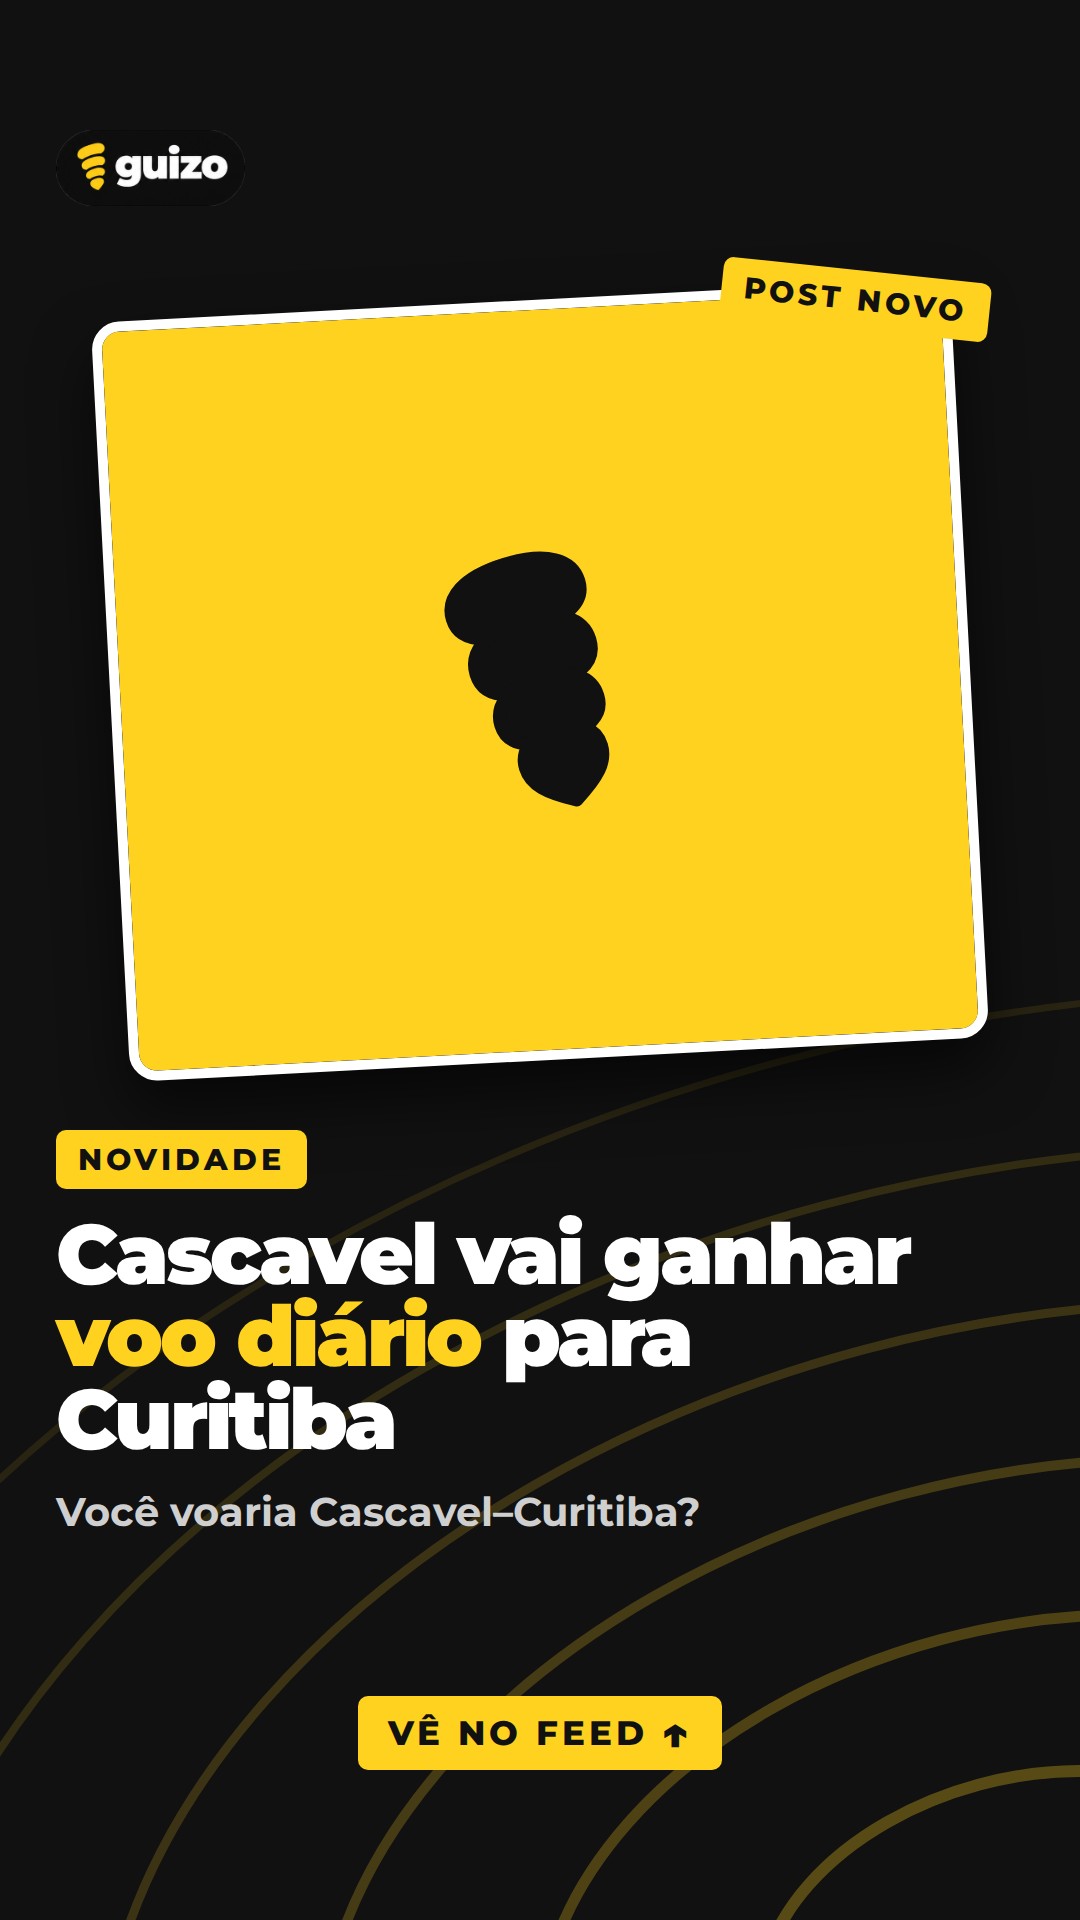 guizo
POST NOVO
NOVIDADE
Cascavel vai ganhar
voo diário para
Curitiba
Você voaria Cascavel–Curitiba?
VÊ NO FEED ↑